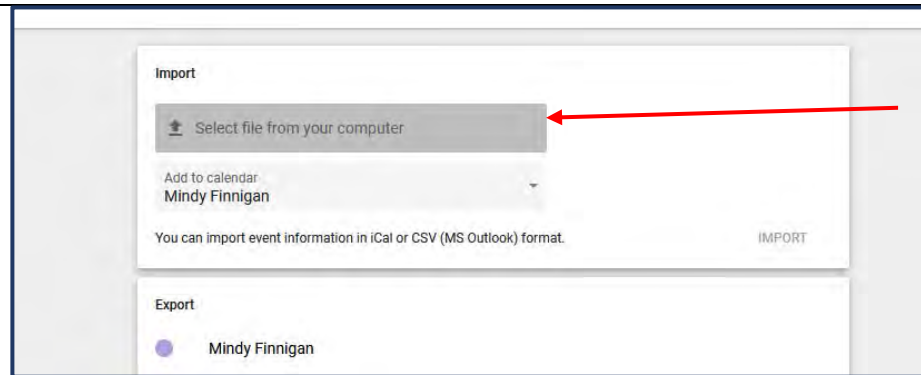 Import
Select file from your computer
Add to calendar
Mindy Finnigan
You can import event information in iCal or CSV (MS Outlook) format.
IMPORT
Export
Mindy Finnigan